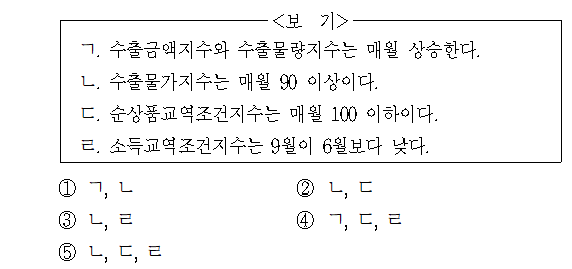 <보 기>
ㄱ. 수출금액지수와 수출물량지수는 매월 상승한다.
ㄴ. 수출물가지수는 매월 90 이상이다.
ㄷ. 순상품교역조건지수는 매월 100 이하이다.
ㄹ. 소득교역조건지수는 9월이 6월보다 낮다.
① ㄱ, ㄴ ② ㄴ, ㄷ
③ ㄴ, ㄹ ④ ㄱ, ㄷ, ㄹ
⑤ ㄴ, ㄷ, ㄹ